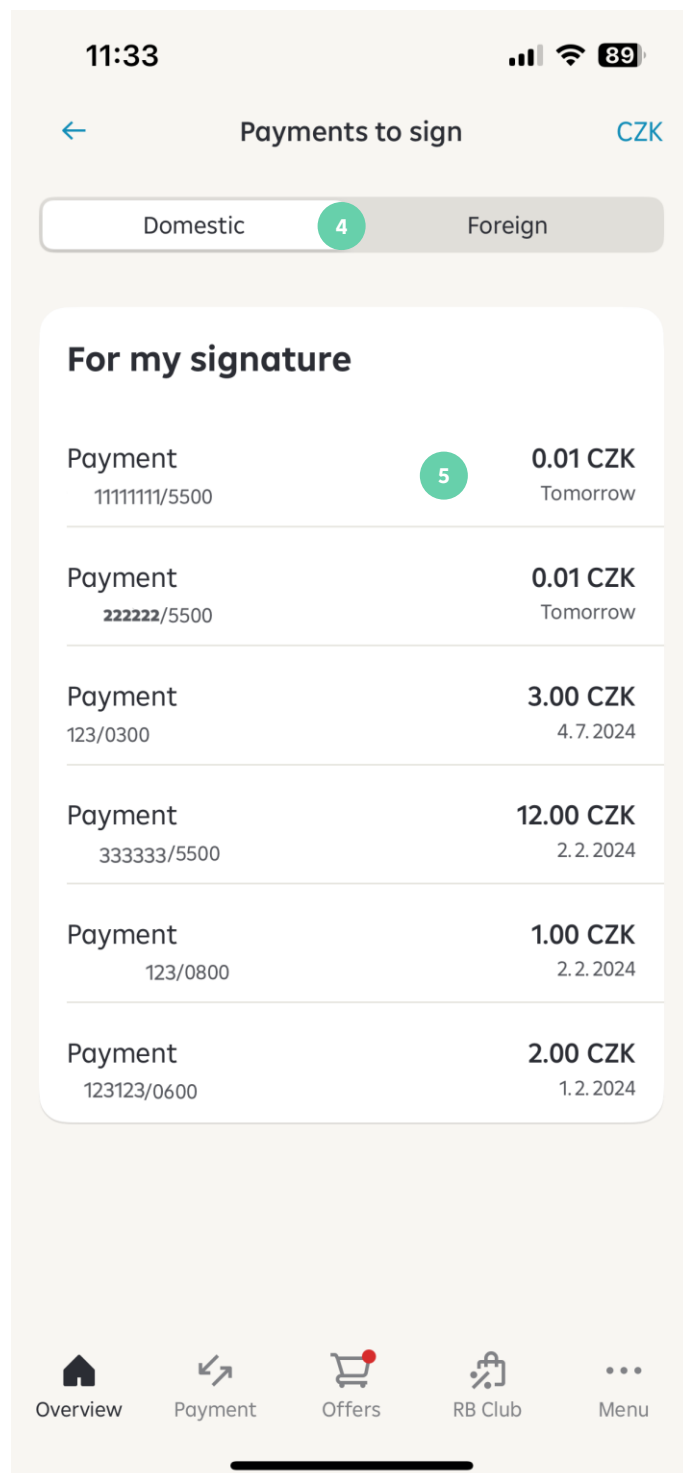 11:33 89
Payments to sign CZK
Domestic 4 Foreign
For my signature
Payment 5 0.01 CZK
11111111/5500 Tomorrow
Payment 0.01 CZK
222222/5500 Tomorrow
Payment 3.00 CZK
123/0300 4.7.2024
Payment 12.00 CZK
333333/5500 2.2.2024
Payment 1.00 CZK
123/0800 2.2.2024
Payment 2.00 CZK
123123/0600 1.2.2024
Overview Payment Offers RB Club Menu